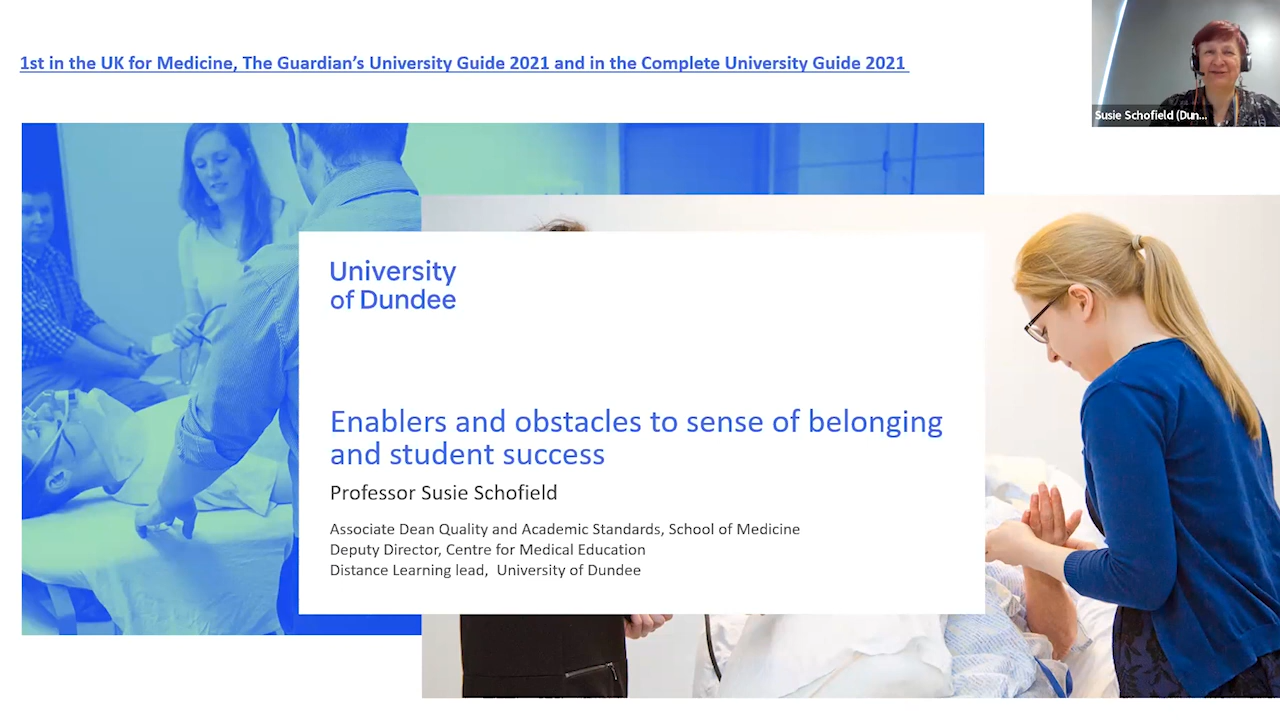 1st in the UK for Medicine, The Guardian’s University Guide 2021 and in the Complete University Guide 2021
Susie Schofield (Dun...
University
of Dundee
Enablers and obstacles to sense of belonging
and student success
Professor Susie Schofield
Associate Dean Quality and Academic Standards, School of Medicine
Deputy Director, Centre for Medical Education
Distance Learning lead, University of Dundee